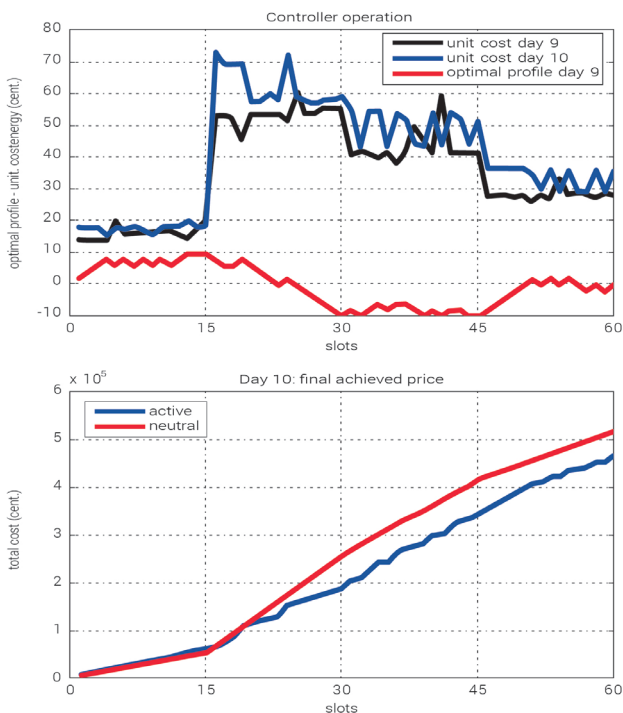 Controller operation
80
70
60
50
40
30
20
10
0
-10
optimal profile - unit. costenergy (cent.)
unit cost day 9
unit cost day 10
optimal profile day 9
0 15 30 45 60
slots
x 10^5
Day 10: final achieved price
6
5
4
3
2
1
0
total cost (cent.)
active
neutral
0 15 30 45 60
slots